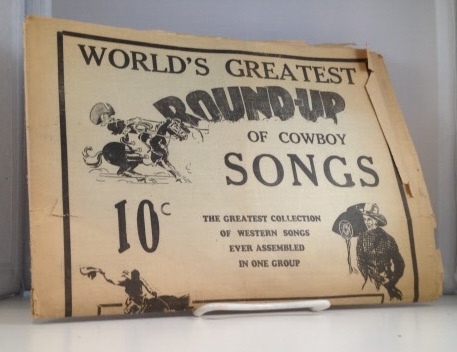 WORLD'S GREATEST
ROUND-UP
OF COWBOY
SONGS
10c
THE GREATEST COLLECTION
OF WESTERN SONGS
EVER ASSEMBLED
IN ONE GROUP